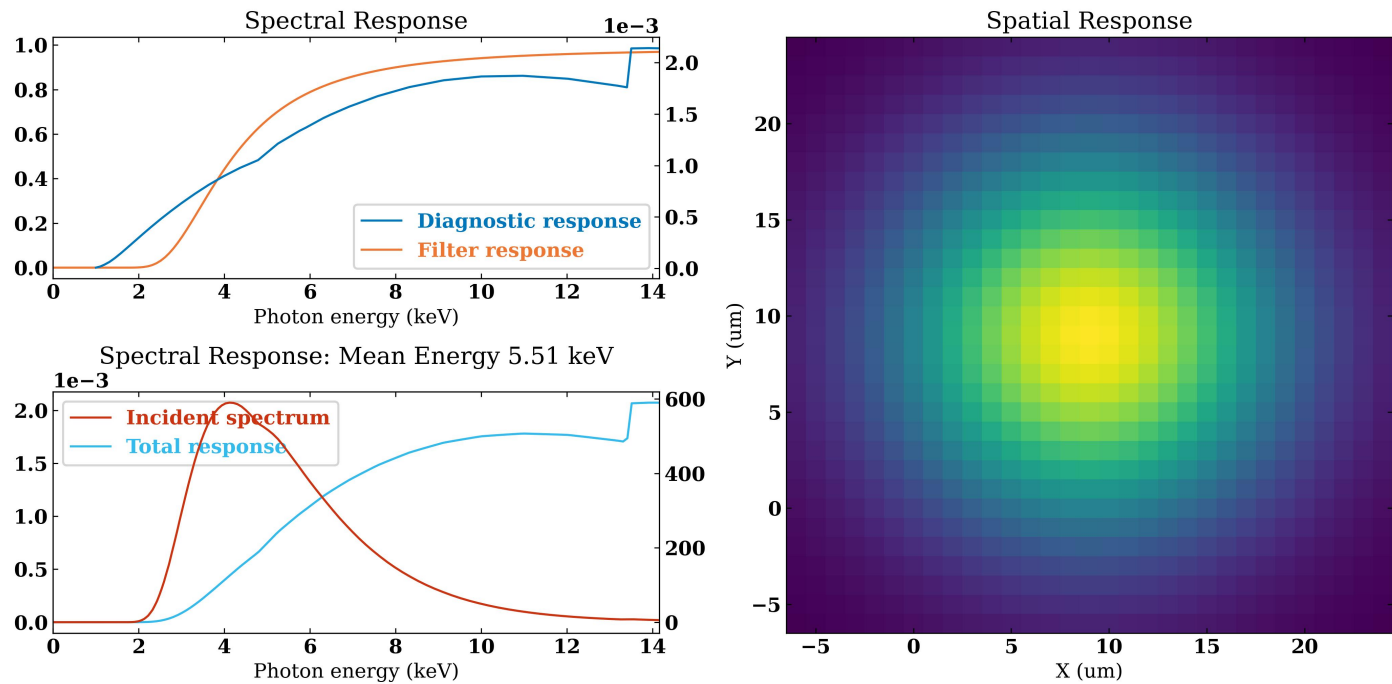 Spectral Response
1e−3
1.0
0.8
0.6
0.4
0.2
0.0
2.0
1.5
1.0
0.5
0.0
Diagnostic response
Filter response
0 2 4 6 8 10 12 14
Photon energy (keV)
Spectral Response: Mean Energy 5.51 keV
1e−3
2.0
1.5
1.0
0.5
0.0
600
400
200
0
Incident spectrum
Total response
0 2 4 6 8 10 12 14
Photon energy (keV)
Spatial Response
Y (um)
20
15
10
5
0
−5
−5 0 5 10 15 20
X (um)